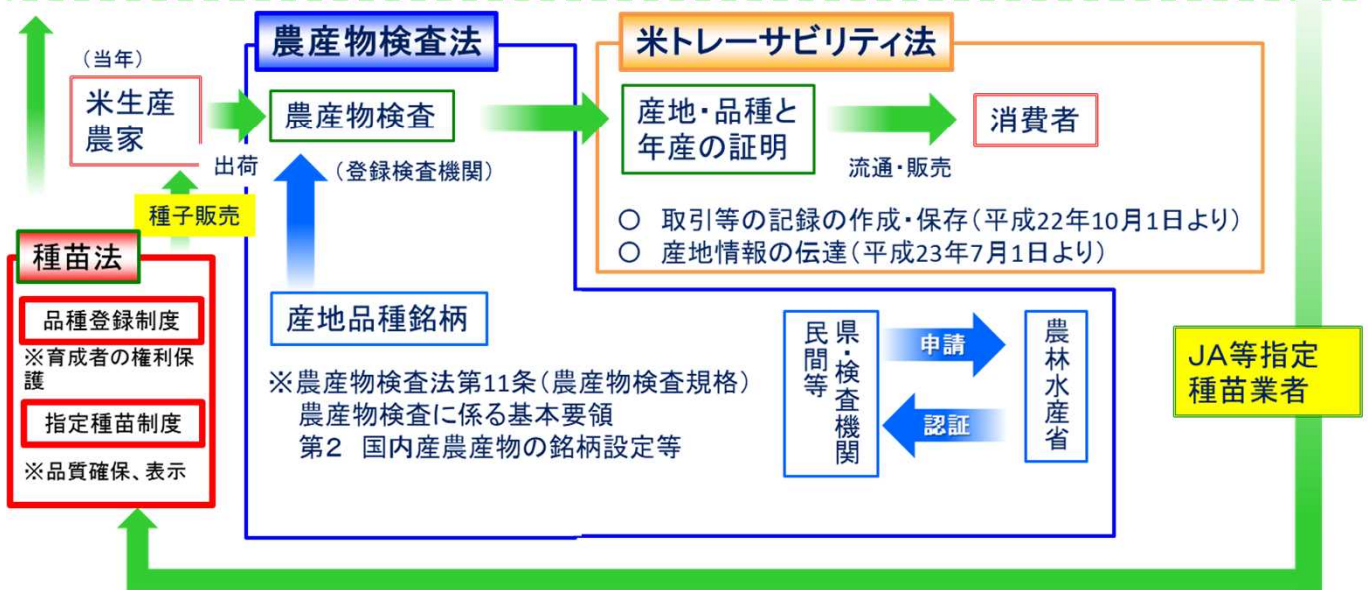 農産物検査法
米トレーサビリティ法
(当年)
米生産
農家
出荷
農産物検査
(登録検査機関)
産地・品種と
年産の証明
流通・販売
消費者
種子販売
○ 取引等の記録の作成・保存(平成22年10月1日より)
○ 産地情報の伝達(平成23年7月1日より)
種苗法
品種登録制度
※育成者の権利保
護
指定種苗制度
※品質確保、表示
産地品種銘柄
※農産物検査法第11条(農産物検査規格)
農産物検査に係る基本要領
第2 国内産農産物の銘柄設定等
県・検査機関
民間等
申請
認証
農林水産省
JA等指定
種苗業者